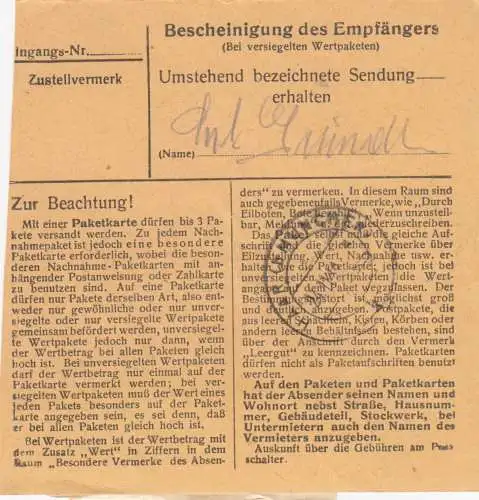 Bescheinigung des Empfängers
(Bei versiegelten Wertpaketen)
ingangs-Nr.
Zustellvermerk
Umstehend bezeichnete Sendung
erhalten
(Name)
Zur Beachtung!
Mit einer Paketkarte dürfen bis 3 Pa-
kete versandt werden. Zu jedem Nach-
nahmepaket ist jedoch eine besondere
Paketkarte erforderlich, wobei die beson-
deren Nachnahme-Paketkarten mit an-
hängender Postanweisung oder Zahlkarte
zu benutzen sind. Auf eine Paketkarte
dürfen nur Pakete derselben Art, also ent-
weder nur gewöhnliche oder nur unver-
siegelte oder nur versiegelte Wertpakete
gemeinsam befördert werden, unversiegel-
te Wertpakete jedoch nur dann, wenn
der Wertbetrag bei allen Paketen gleich
hoch ist. Bei unversiegelten Wertpaketen
darf der Wertbetrag nur einmal auf der
Paketkarte vermerkt werden; bei ver-
siegelten Wertpaketen muß der Wert eines
jeden Pakets besonders auf der Paket-
karte angegeben sein, es sei denn, daß
er bei allen Paketen gleich hoch ist.
Bei Wertpaketen ist der Wertbetrag mit
dem Zusatz „Wert" in Ziffern in dem
Raum „Besondere Vermerke des Absen-
ders" zu vermerken. In diesem Raum sind
auch gegebenenfalls Vermerke, wie „Durch
Eilboten, Bote bezahlt", „Wenn unzustell-
bar, Meldung" niederzuschreiben.
Das Paket selbst muß die gleiche Auf-
schrift und die gleichen Vermerke über
Eilzustellung, Wert, Nachnahme usw. er-
halten wie die Paketkarte; jedoch ist bei
unversiegelten Wertpaketen die Wert-
angabe auf dem Paket wegzulassen. Der
Bestimmungsort ist möglichst groß
und deutlich anzugeben. Postpakete, die
aus leeren Schachteln, Kisten, Körben oder
andern leeren Behältnissen bestehen, sind
über der Anschrift durch den Vermerk
„Leergut" zu kennzeichnen. Paketkarten
dürfen nicht als Paketaufschriften benutzt
werden.
Auf den Paketen und Paketkarten
hat der Absender seinen Namen und
Wohnort nebst Straße, Hausnum-
mer, Gebäudeteil, Stockwerk, bei
Untermietern auch den Namen des
Vermieters anzugeben.
Auskunft über die Gebühren am Post-
schalter.